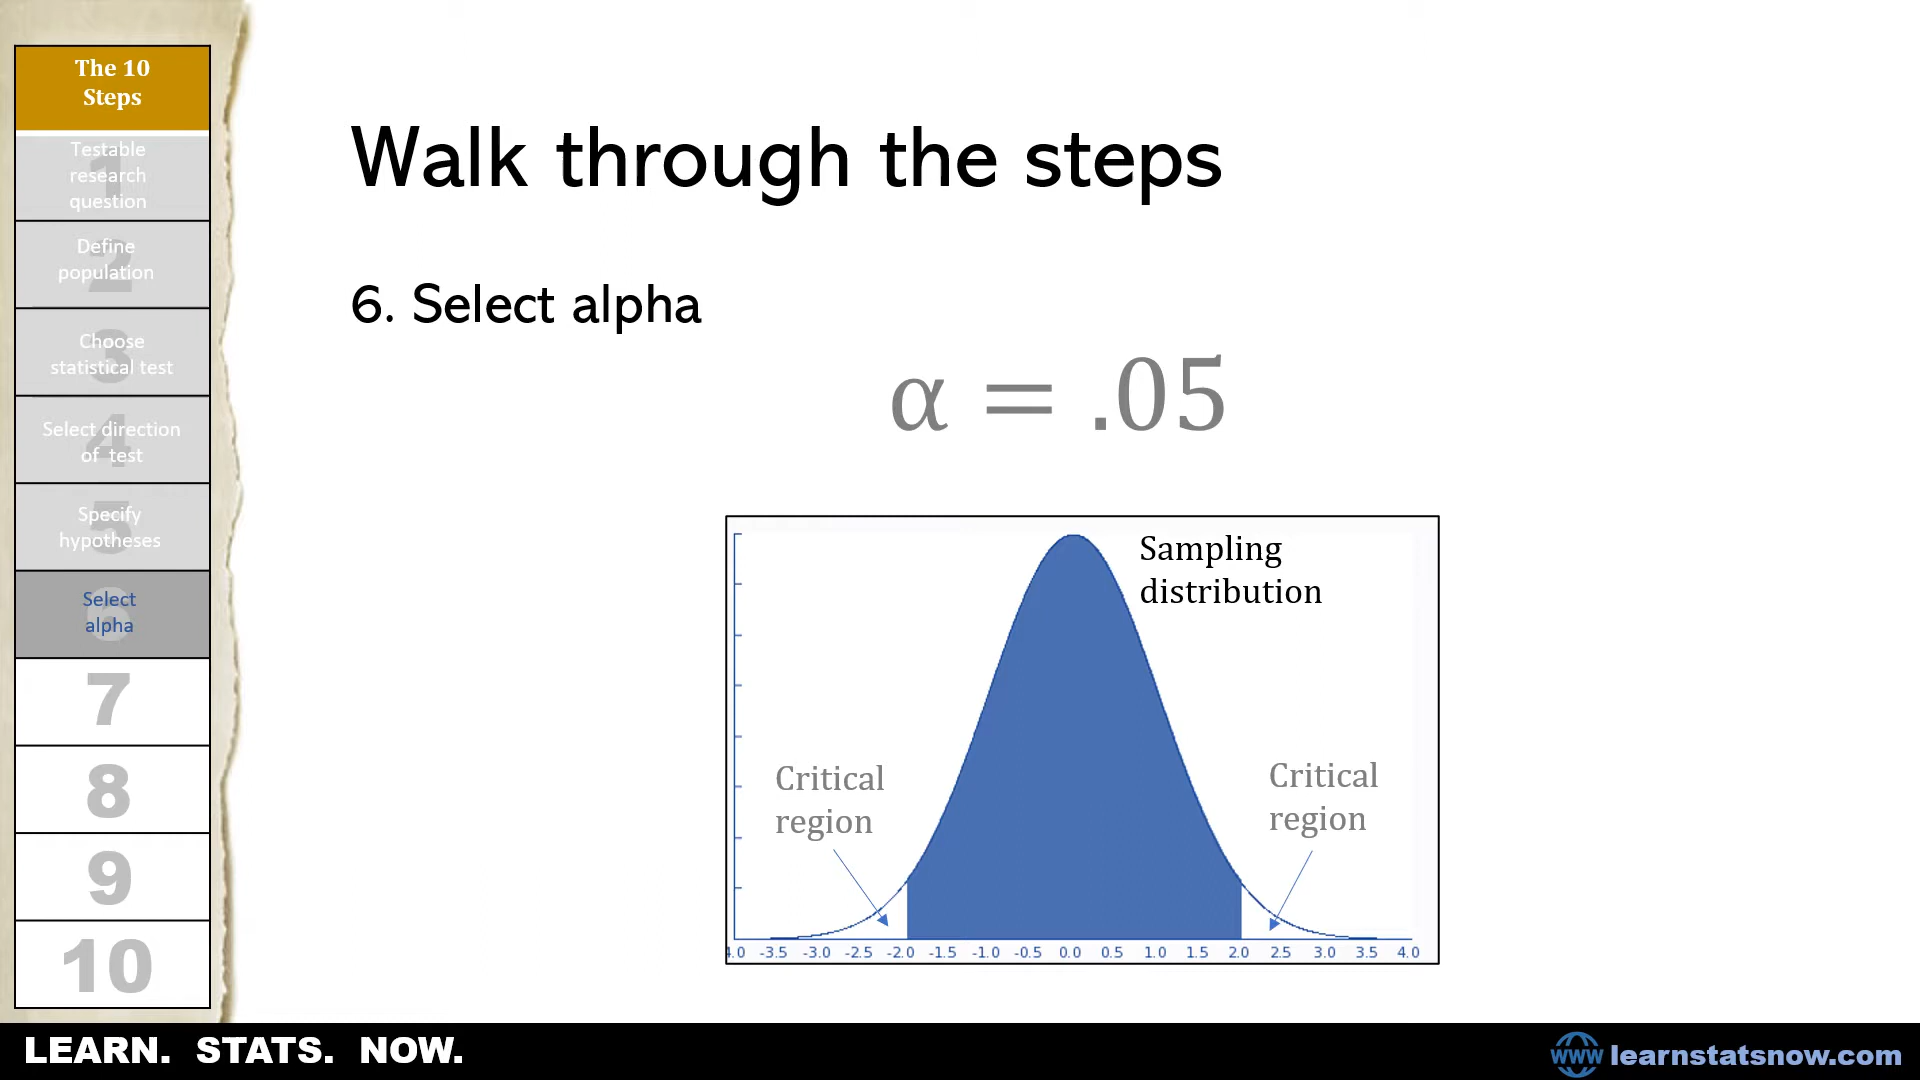 The 10
Steps
1
Testable
research
question
2
Define
population
3
Choose
statistical test
4
Select direction
of test
5
Specify
hypotheses
6
Select
alpha
7
8
9
10
Walk through the steps
6. Select alpha
α = .05
Sampling
distribution
Critical
region
Critical
region
4.0 -3.5 -3.0 -2.5 -2.0 -1.5 -1.0 -0.5 0.0 0.5 1.0 1.5 2.0 2.5 3.0 3.5 4.0
LEARN. STATS. NOW.
www learnstatsnow.com